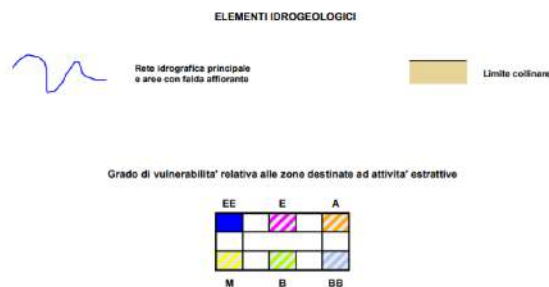 ELEMENTI IDROGEOLOGICI
Rete idrografica principale
e aree con falda affiorante
Limite collinare
Grado di vulnerabilita' relativa alle zone destinate ad attivita' estrattive
EE E A
M B BB